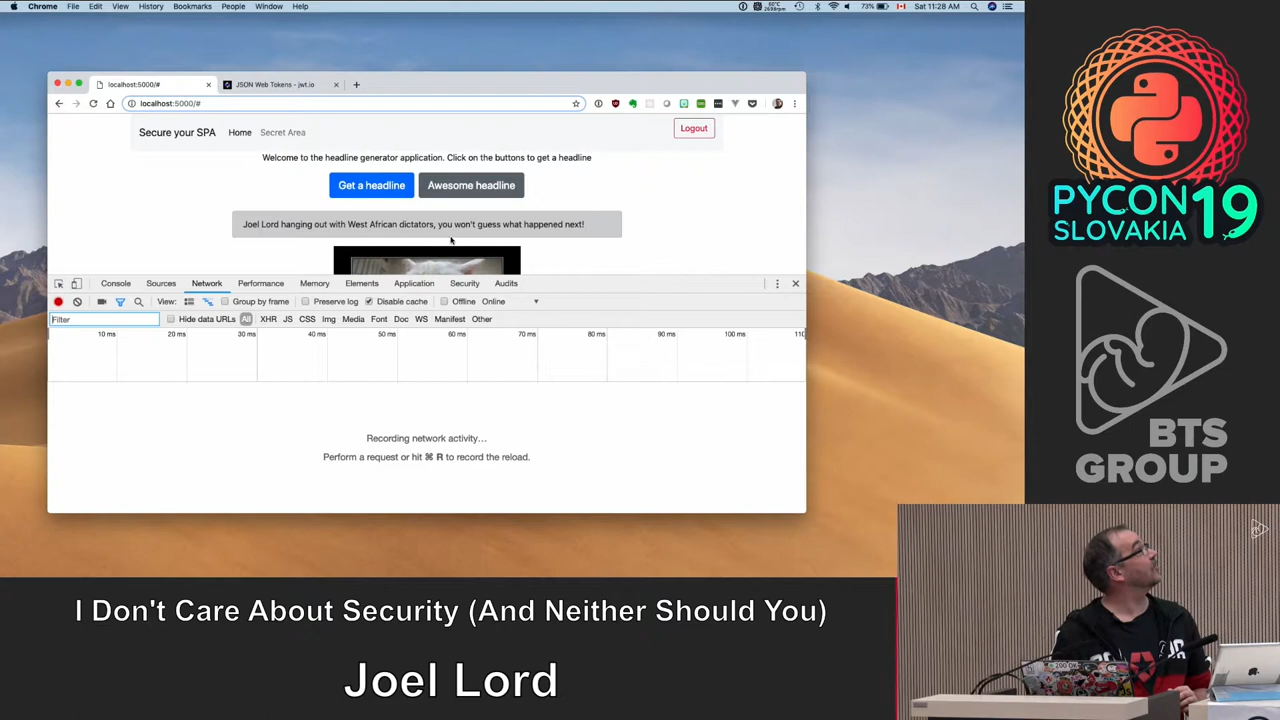 Chrome File Edit View History Bookmarks People Window Help
73% Sat 11:28 AM
localhost:5000/#
JSON Web Tokens - jwt.io
localhost:5000/#
Secure your SPA Home Secret Area Logout
Welcome to the headline generator application. Click on the buttons to get a headline
Get a headline Awesome headline
Joel Lord hanging out with West African dictators, you won't guess what happened next!
Console Sources Network Performance Memory Elements Application Security Audits
View: Group by frame Preserve log Disable cache Offline Online
Filter Hide data URLs All XHR JS CSS Img Media Font Doc WS Manifest Other
10 ms 20 ms 30 ms 40 ms 50 ms 60 ms 70 ms 80 ms 90 ms 100 ms
Recording network activity…
Perform a request or hit ⌘ R to record the reload.
PYCON
SLOVAKIA 19
BTS
GROUP
I Don't Care About Security (And Neither Should You)
Joel Lord